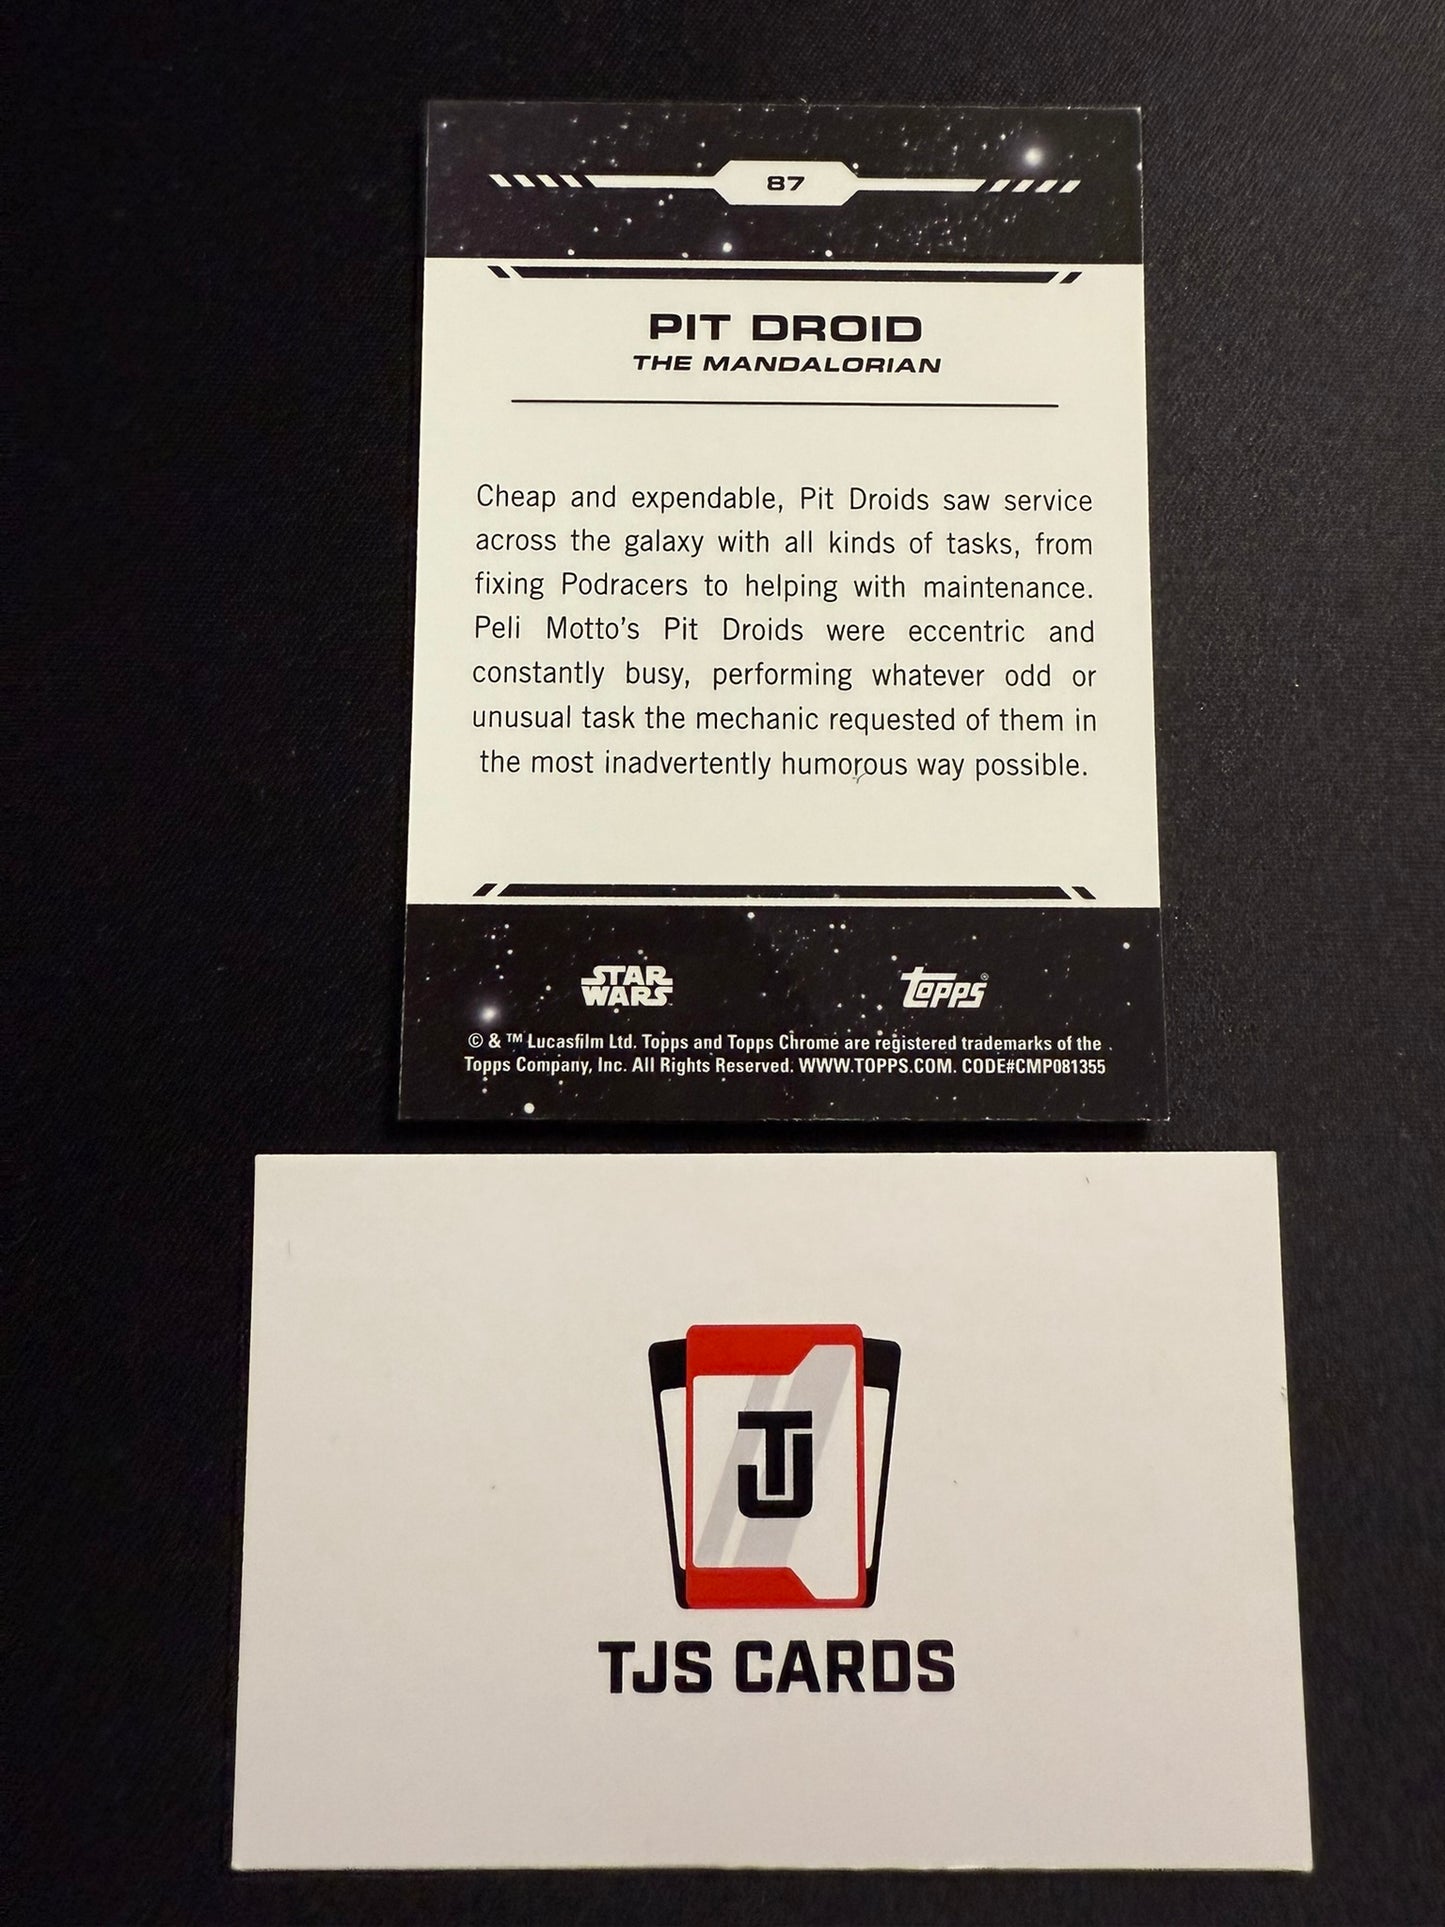 87
PIT DROID
THE MANDALORIAN
Cheap and expendable, Pit Droids saw service
across the galaxy with all kinds of tasks, from
fixing Podracers to helping with maintenance.
Peli Motto's Pit Droids were eccentric and
constantly busy, performing whatever odd or
unusual task the mechanic requested of them in
the most inadvertently humorous way possible.
STAR
WARS
Topps®
© & ™ Lucasfilm Ltd. Topps and Topps Chrome are registered trademarks of the
Topps Company, Inc. All Rights Reserved. WWW.TOPPS.COM. CODE#CMP081355
TJ
TJS CARDS